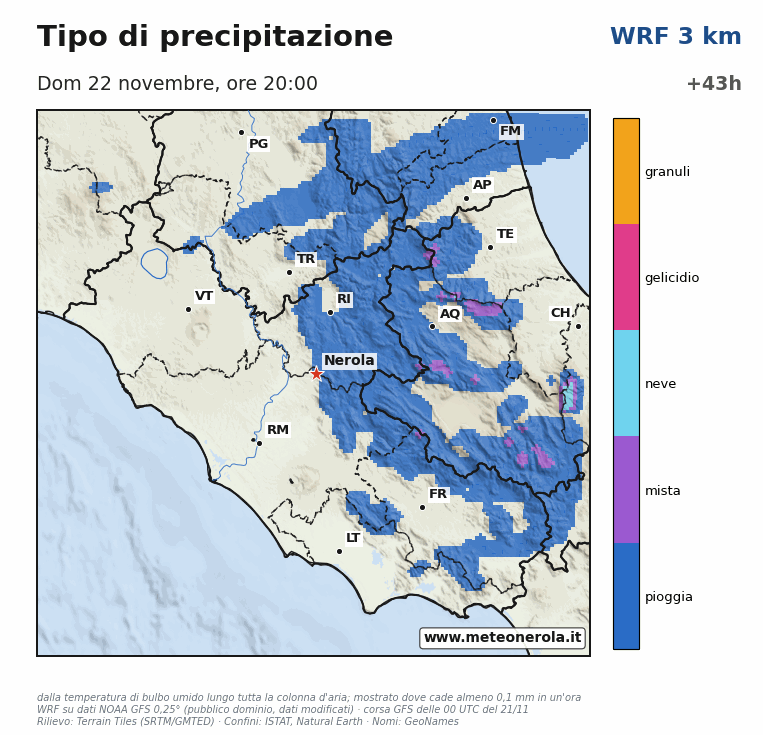 Tipo di precipitazione
WRF 3 km
Dom 22 novembre, ore 20:00
+43h
PG
FM
AP
TE
TR
VT
RI
AQ
CH
Nerola
RM
FR
LT
www.meteonerola.it
granuli
gelicidio
neve
mista
pioggia
dalla temperatura di bulbo umido lungo tutta la colonna d'aria; mostrato dove cade almeno 0,1 mm in un'ora
WRF su dati NOAA GFS 0,25° (pubblico dominio, dati modificati) · corsa GFS delle 00 UTC del 21/11
Rilievo: Terrain Tiles (SRTM/GMTED) · Confini: ISTAT, Natural Earth · Nomi: GeoNames